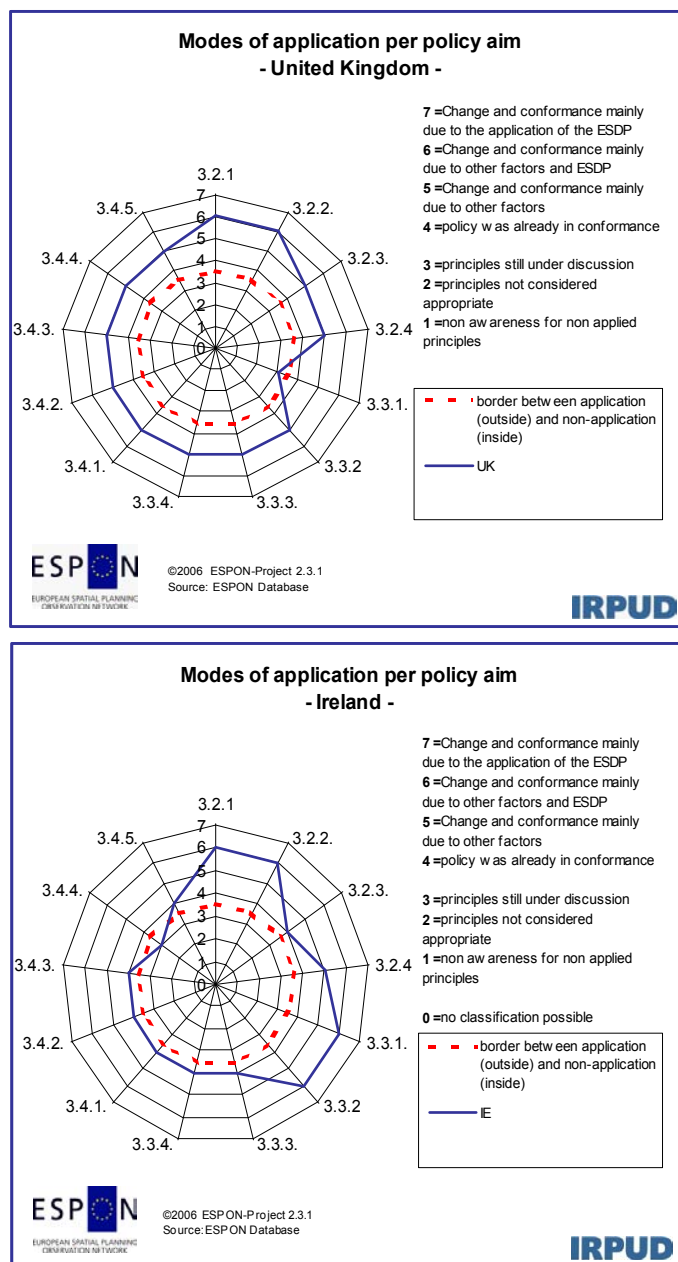 Modes of application per policy aim
- United Kingdom -
7 =Change and conformance mainly
due to the application of the ESDP
6 =Change and conformance mainly
due to other factors and ESDP
5 =Change and conformance mainly
due to other factors
4 =policy was already in conformance
3 =principles still under discussion
2 =principles not considered
appropriate
1 =non awareness for non applied
principles
3.2.1
3.2.2.
3.2.3.
3.2.4
3.3.1.
3.3.2
3.3.3.
3.3.4.
3.4.1.
3.4.2.
3.4.3.
3.4.4.
3.4.5.
7
6
5
4
3
2
1
0
border between application
(outside) and non-application
(inside)
UK
ESPON
EUROPEAN SPATIAL PLANNING
OBSERVATION NETWORK
©2006 ESPON-Project 2.3.1
Source: ESPON Database
IRPUD
Modes of application per policy aim
- Ireland -
7 =Change and conformance mainly
due to the application of the ESDP
6 =Change and conformance mainly
due to other factors and ESDP
5 =Change and conformance mainly
due to other factors
4 =policy was already in conformance
3 =principles still under discussion
2 =principles not considered
appropriate
1 =non awareness for non applied
principles
0 =no classification possible
3.2.1
3.2.2.
3.2.3.
3.2.4
3.3.1.
3.3.2
3.3.3.
3.3.4.
3.4.1.
3.4.2.
3.4.3.
3.4.4.
3.4.5.
7
6
5
4
3
2
1
0
border between application
(outside) and non-application
(inside)
IE
ESPON
EUROPEAN SPATIAL PLANNING
OBSERVATION NETWORK
©2006 ESPON-Project 2.3.1
Source:ESPON Database
IRPUD